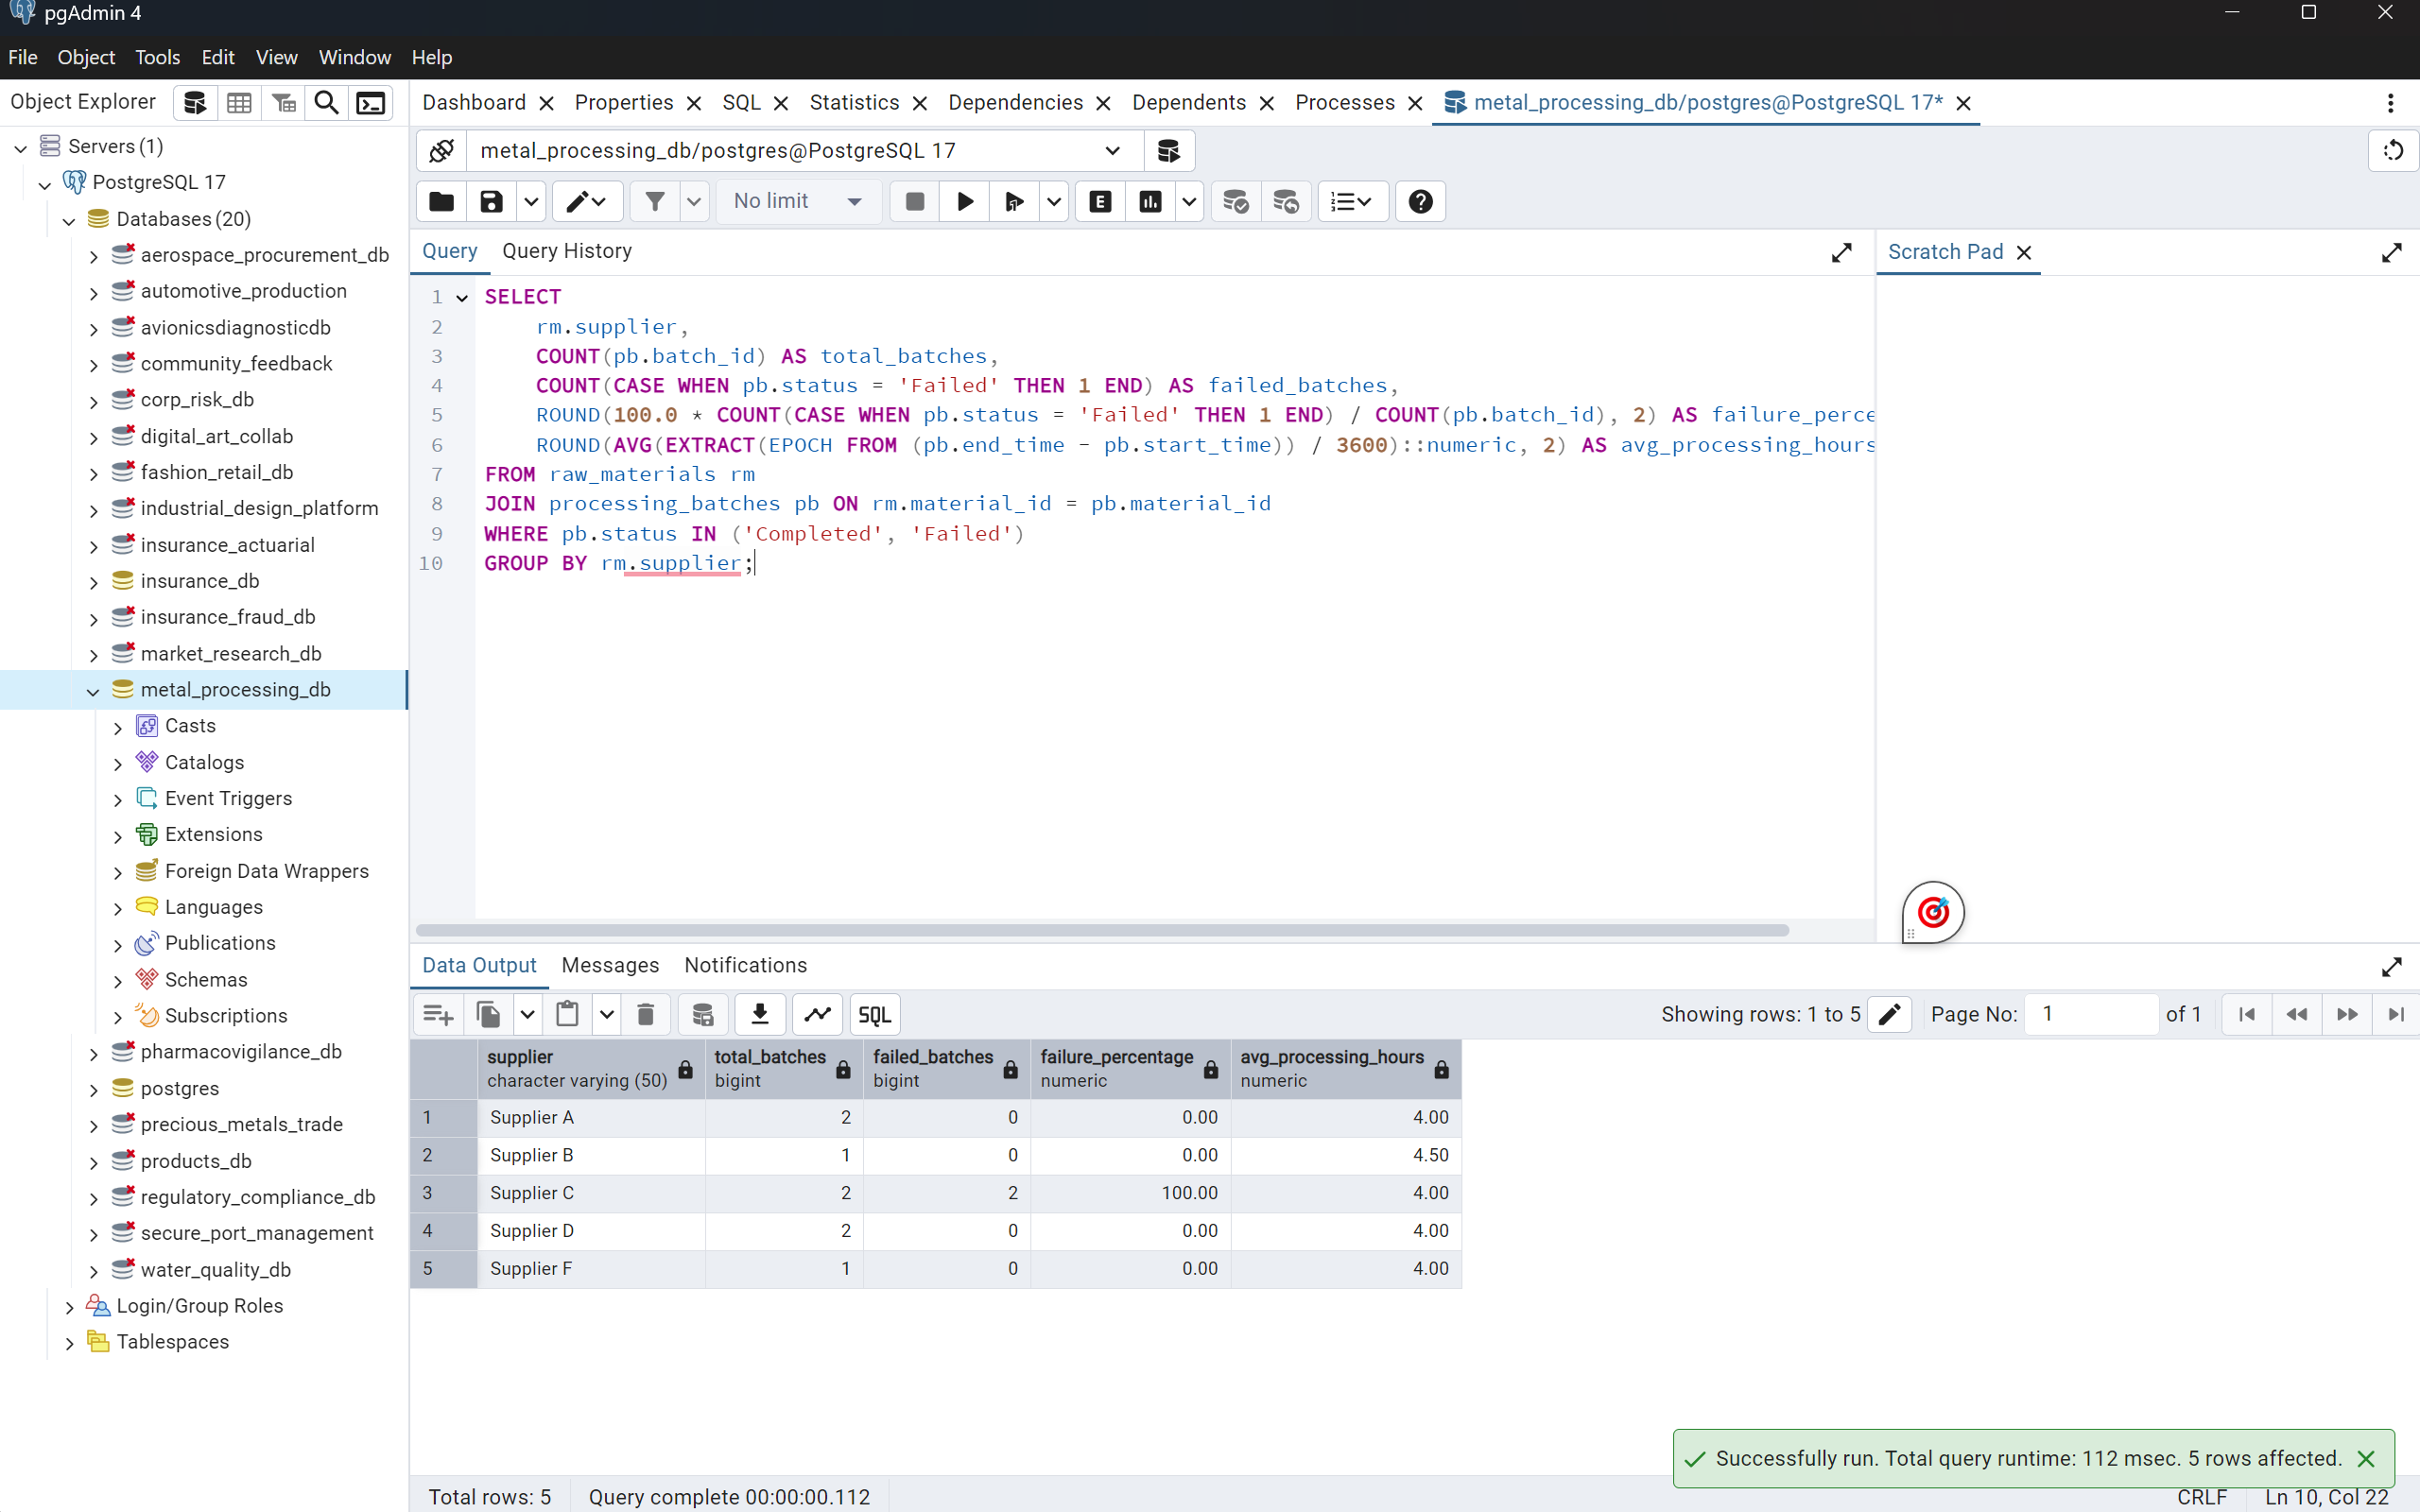 pgAdmin 4
File Object Tools Edit View Window Help
Object Explorer
Dashboard Properties SQL Statistics Dependencies Dependents Processes metal_processing_db/postgres@PostgreSQL 17*
Servers (1)
PostgreSQL 17
Databases (20)
aerospace_procurement_db
automotive_production
avionicsdiagnosticdb
community_feedback
corp_risk_db
digital_art_collab
fashion_retail_db
industrial_design_platform
insurance_actuarial
insurance_db
insurance_fraud_db
market_research_db
metal_processing_db
Casts
Catalogs
Event Triggers
Extensions
Foreign Data Wrappers
Languages
Publications
Schemas
Subscriptions
pharmacovigilance_db
postgres
precious_metals_trade
products_db
regulatory_compliance_db
secure_port_management
water_quality_db
Login/Group Roles
Tablespaces
metal_processing_db/postgres@PostgreSQL 17
No limit
E
Query Query History
Scratch Pad
1 SELECT
2 rm.supplier,
3 COUNT(pb.batch_id) AS total_batches,
4 COUNT(CASE WHEN pb.status = 'Failed' THEN 1 END) AS failed_batches,
5 ROUND(100.0 * COUNT(CASE WHEN pb.status = 'Failed' THEN 1 END) / COUNT(pb.batch_id), 2) AS failure_perce
6 ROUND(AVG(EXTRACT(EPOCH FROM (pb.end_time - pb.start_time)) / 3600)::numeric, 2) AS avg_processing_hours
7 FROM raw_materials rm
8 JOIN processing_batches pb ON rm.material_id = pb.material_id
9 WHERE pb.status IN ('Completed', 'Failed')
10 GROUP BY rm.supplier;
Data Output Messages Notifications
SQL
Showing rows: 1 to 5 Page No: 1 of 1
supplier total_batches failed_batches failure_percentage avg_processing_hours
character varying (50) bigint bigint numeric numeric
1 Supplier A 2 0 0.00 4.00
2 Supplier B 1 0 0.00 4.50
3 Supplier C 2 2 100.00 4.00
4 Supplier D 2 0 0.00 4.00
5 Supplier F 1 0 0.00 4.00
Successfully run. Total query runtime: 112 msec. 5 rows affected.
Total rows: 5 Query complete 00:00:00.112 CRLF Ln 10, Col 22